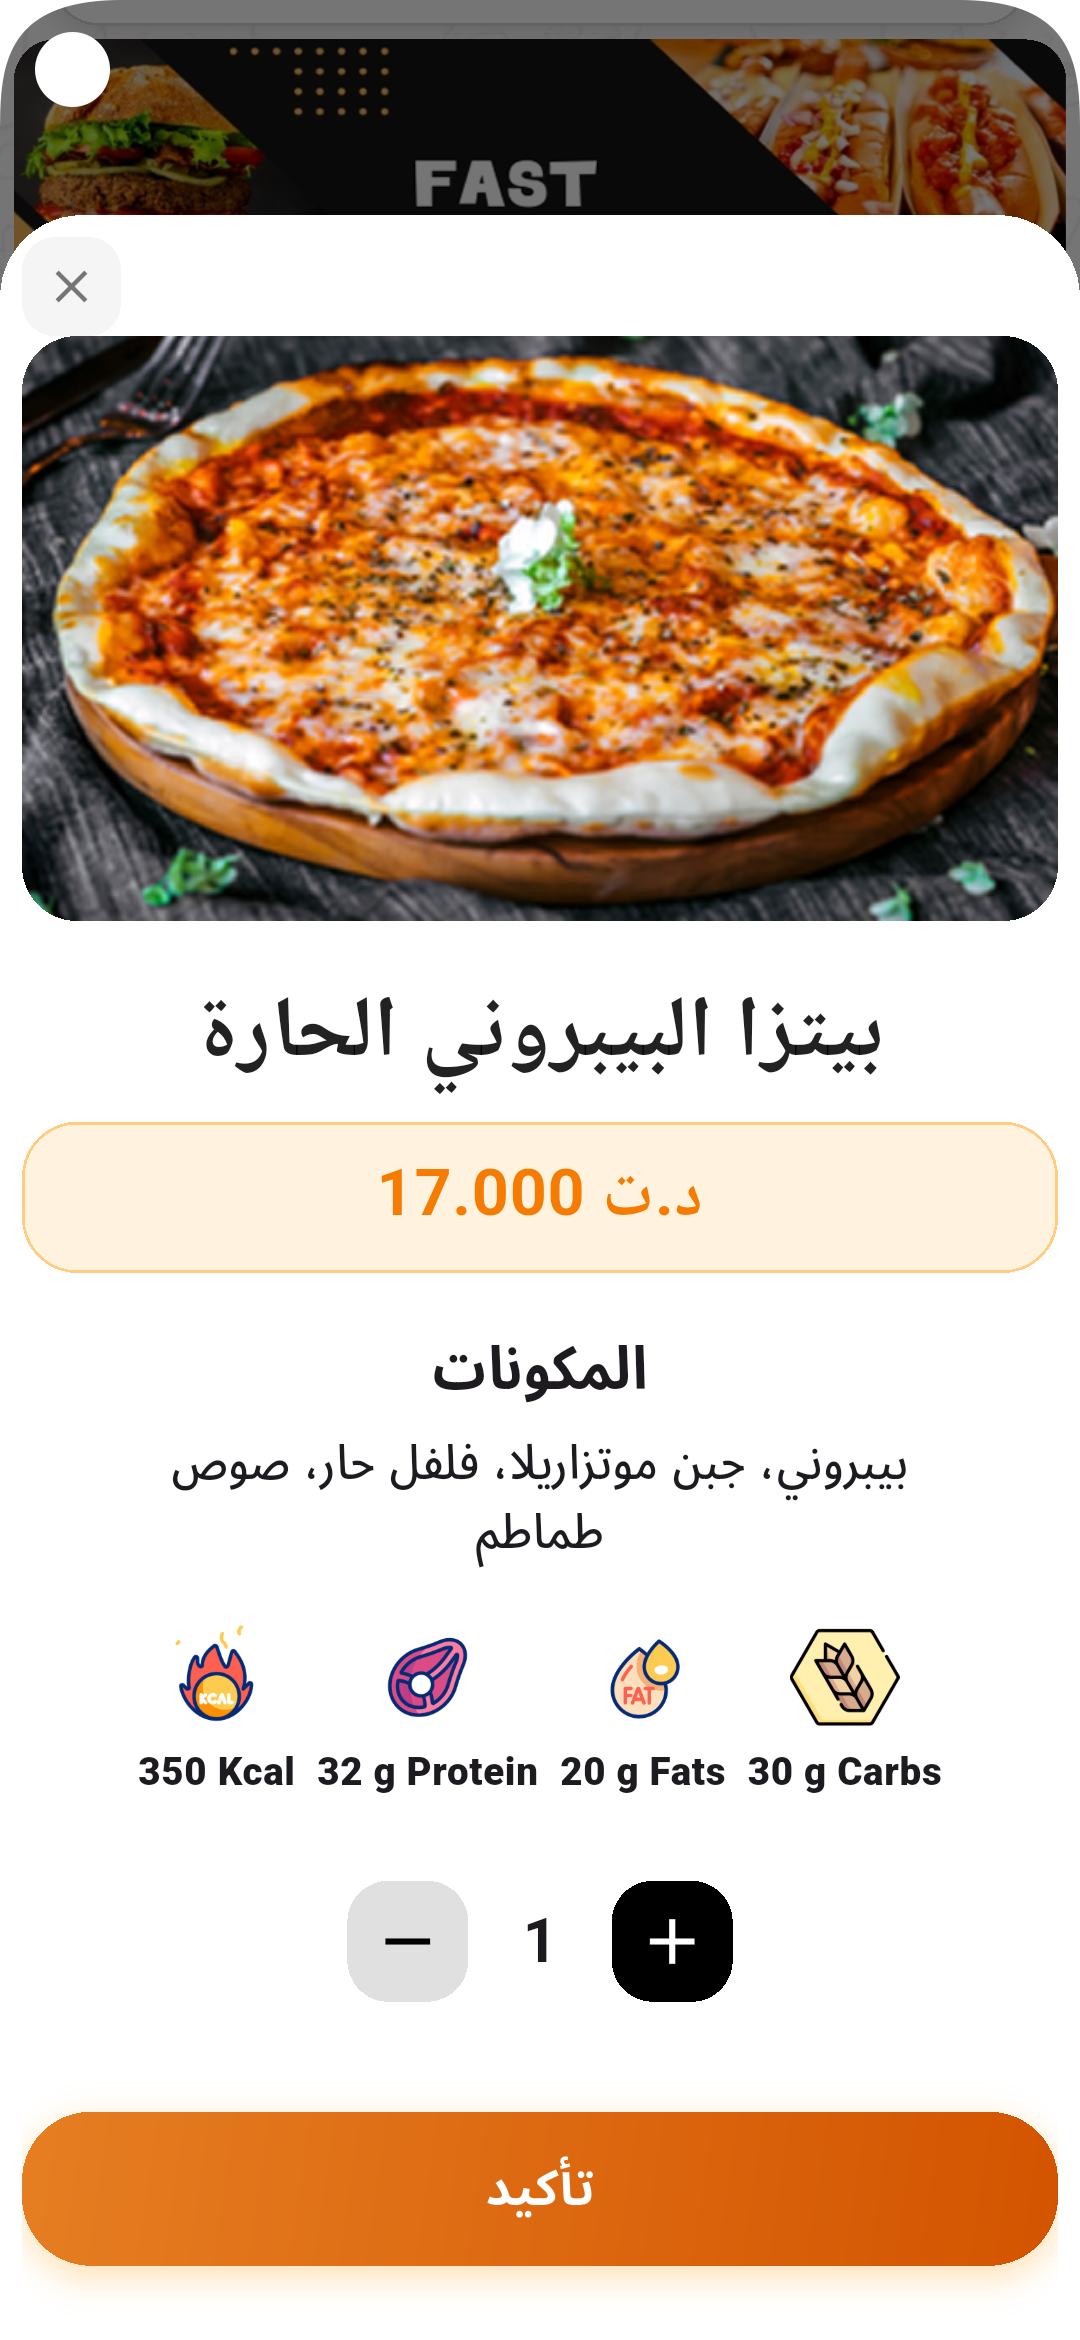 FAST
بيتزا البيبروني الحارة
17.000 د.ت
المكونات
بيبروني، جبن موتزاريلا، فلفل حار، صوص
طماطم
KCAL
FAT
350 Kcal
32 g Protein
20 g Fats
30 g Carbs
1
تأكيد